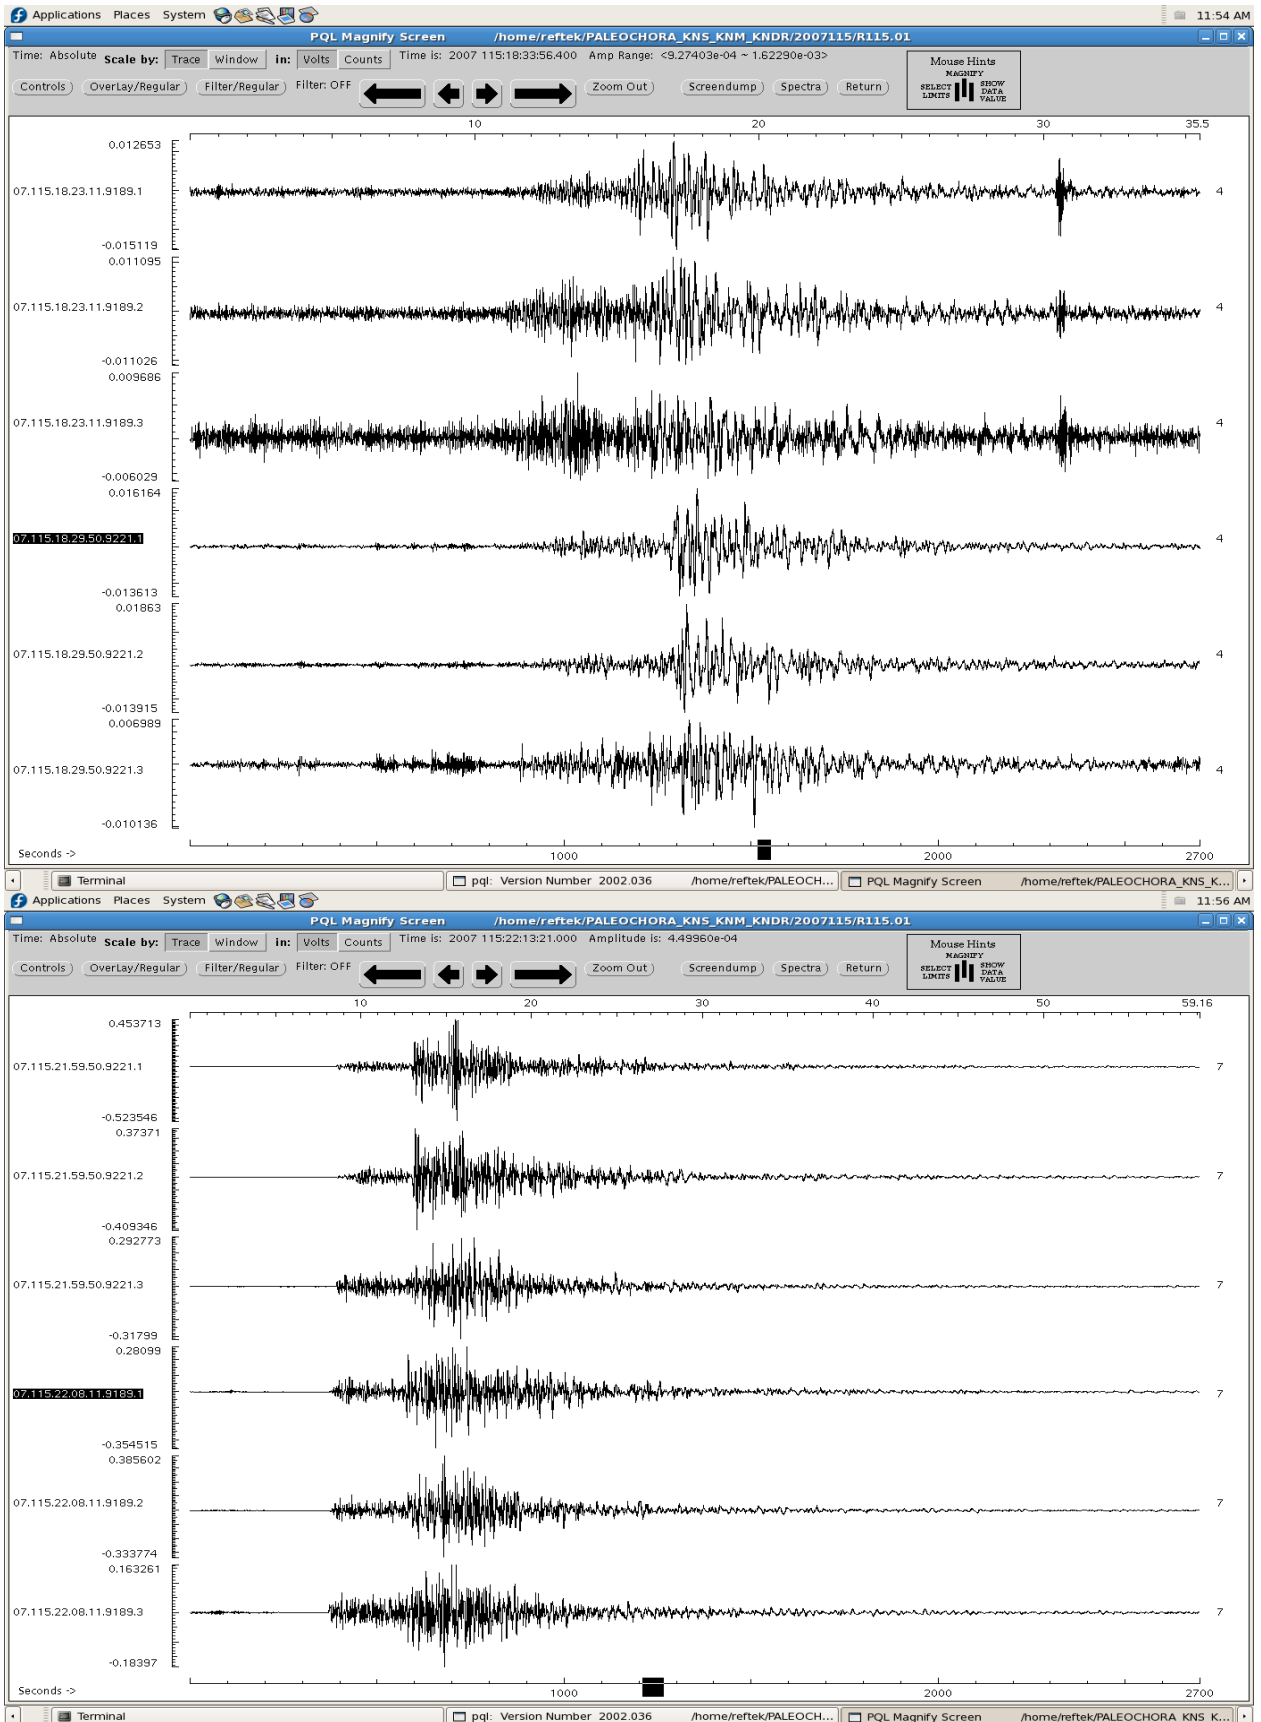 Applications Places System 11:54 AM
PQL Magnify Screen /home/reftek/PALEOCHORA_KNS_KNM_KNDR/2007115/R115.01
Time: Absolute Scale by: Trace Window in: Volts Counts Time is: 2007 115:18:33:56.400 Amp Range: <9.27403e-04 ~ 1.62290e-03>
Controls OverLay/Regular Filter/Regular Filter: OFF Zoom Out Screendump Spectra Return
Mouse Hints
MAGNIFY
SELECT LIMITS
SHOW DATA VALUE
10 20 30 35.5
0.012653
07.115.18.23.11.9189.1 4
-0.015119
0.011095
07.115.18.23.11.9189.2 4
-0.011026
0.009686
07.115.18.23.11.9189.3 4
-0.006029
0.016164
07.115.18.29.50.9221.1 4
-0.013613
0.01863
07.115.18.29.50.9221.2 4
-0.013915
0.006989
07.115.18.29.50.9221.3 4
-0.010136
Seconds -> 1000 2000 2700
Terminal pql: Version Number 2002.036 /home/reftek/PALEOCH... PQL Magnify Screen /home/reftek/PALEOCHORA_KNS_K...
Applications Places System 11:56 AM
PQL Magnify Screen /home/reftek/PALEOCHORA_KNS_KNM_KNDR/2007115/R115.01
Time: Absolute Scale by: Trace Window in: Volts Counts Time is: 2007 115:22:13:21.000 Amplitude is: 4.49960e-04
Controls OverLay/Regular Filter/Regular Filter: OFF Zoom Out Screendump Spectra Return
Mouse Hints
MAGNIFY
SELECT LIMITS
SHOW DATA VALUE
10 20 30 40 50 59.16
0.453713
07.115.21.59.50.9221.1 7
-0.523546
0.37371
07.115.21.59.50.9221.2 7
-0.409346
0.292773
07.115.21.59.50.9221.3 7
-0.31799
0.28099
07.115.22.08.11.9189.1 7
-0.354515
0.385602
07.115.22.08.11.9189.2 7
-0.333774
0.163261
07.115.22.08.11.9189.3 7
-0.18397
Seconds -> 1000 2000 2700
Terminal pql: Version Number 2002.036 /home/reftek/PALEOCH... PQL Magnify Screen /home/reftek/PALEOCHORA_KNS_K...